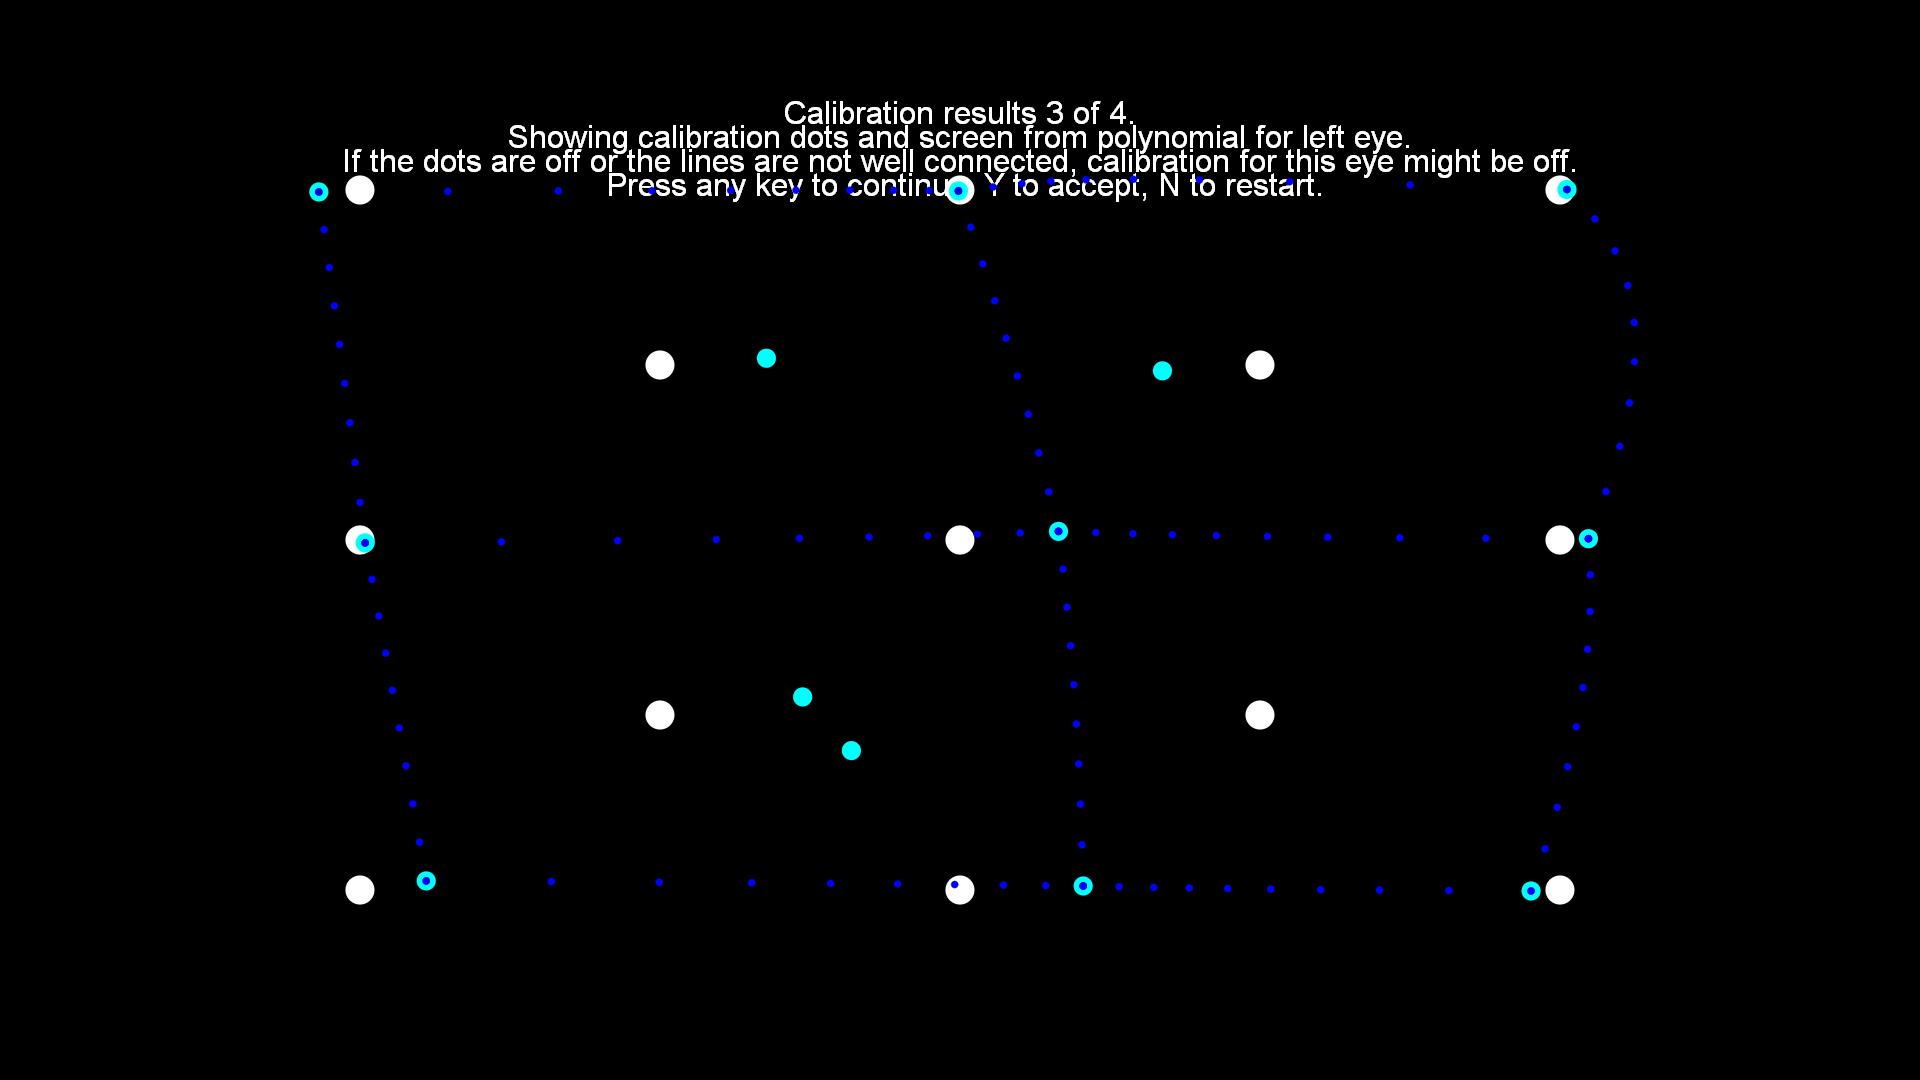 Calibration results 3 of 4.
Showing calibration dots and screen from polynomial for left eye.
If the dots are off or the lines are not well connected, calibration for this eye might be off.
Press any key to continu Y to accept, N to restart.